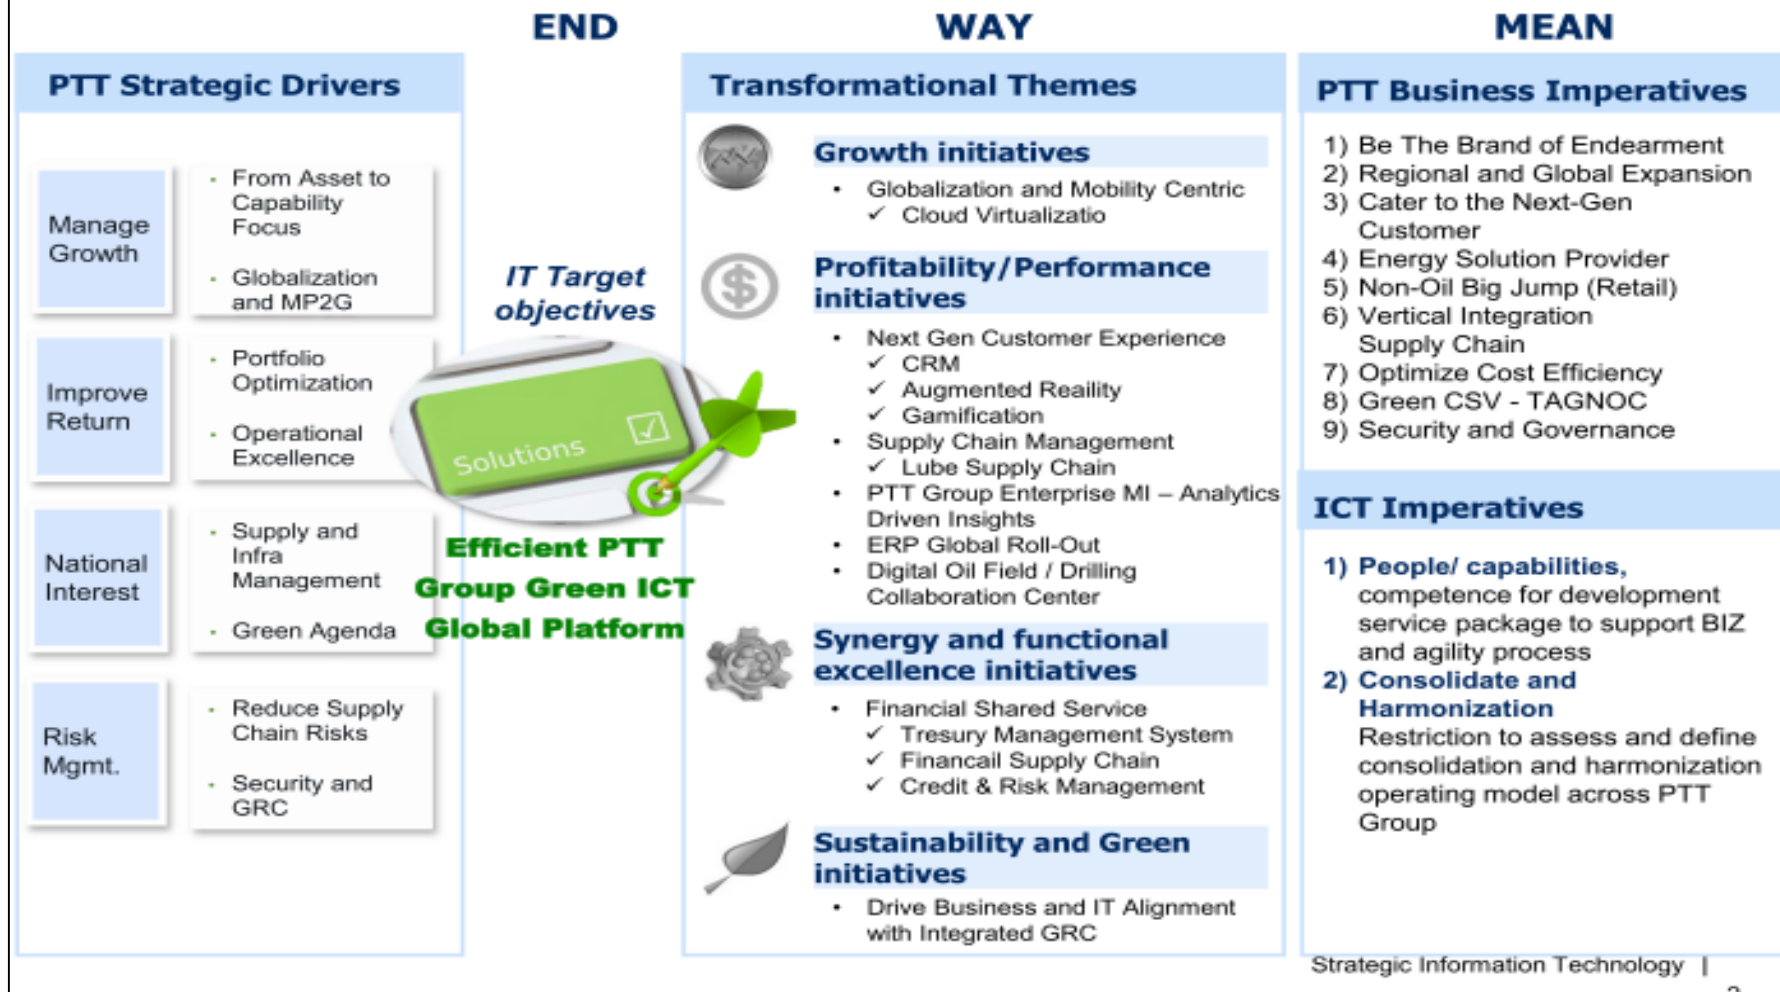 END
WAY
MEAN
PTT Strategic Drivers
Manage
Growth
From Asset to
Capability
Focus
Globalization
and MP2G
Improve
Return
Portfolio
Optimization
Operational
Excellence
National
Interest
Supply and
Infra
Management
Green Agenda
Risk
Mgmt.
Reduce Supply
Chain Risks
Security and
GRC
IT Target
objectives
Solutions
Efficient PTT
Group Green ICT
Global Platform
Transformational Themes
Growth initiatives
• Globalization and Mobility Centric
✓ Cloud Virtualizatio
$
Profitability/Performance
initiatives
• Next Gen Customer Experience
✓ CRM
✓ Augmented Reaility
✓ Gamification
• Supply Chain Management
✓ Lube Supply Chain
• PTT Group Enterprise MI – Analytics
Driven Insights
• ERP Global Roll-Out
• Digital Oil Field / Drilling
Collaboration Center
Synergy and functional
excellence initiatives
• Financial Shared Service
✓ Tresury Management System
✓ Financail Supply Chain
✓ Credit & Risk Management
Sustainability and Green
initiatives
• Drive Business and IT Alignment
with Integrated GRC
PTT Business Imperatives
1) Be The Brand of Endearment
2) Regional and Global Expansion
3) Cater to the Next-Gen
Customer
4) Energy Solution Provider
5) Non-Oil Big Jump (Retail)
6) Vertical Integration
Supply Chain
7) Optimize Cost Efficiency
8) Green CSV - TAGNOC
9) Security and Governance
ICT Imperatives
1) People/ capabilities,
competence for development
service package to support BIZ
and agility process
2) Consolidate and
Harmonization
Restriction to assess and define
consolidation and harmonization
operating model across PTT
Group
Strategic Information Technology |